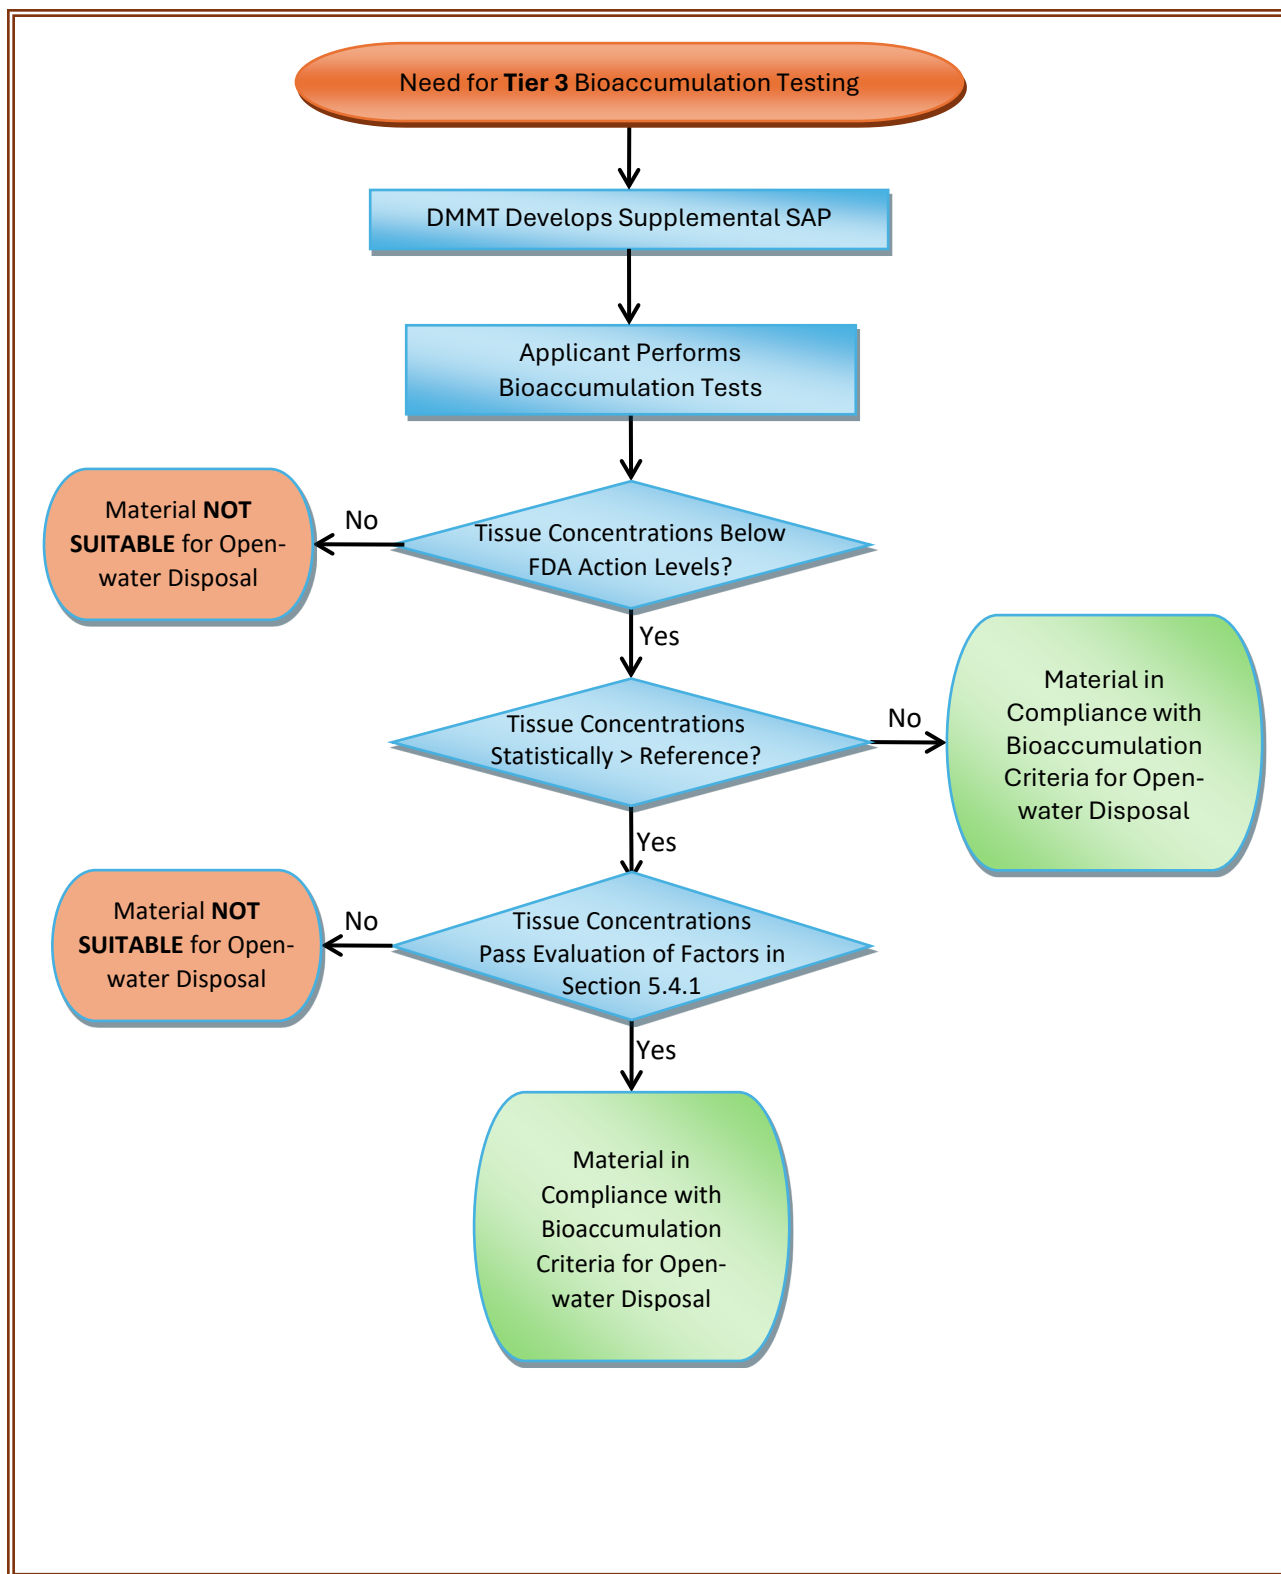 Need for Tier 3 Bioaccumulation Testing
DMMT Develops Supplemental SAP
Applicant Performs
Bioaccumulation Tests
Material NOT
SUITABLE for Open-
water Disposal
No
Tissue Concentrations Below
FDA Action Levels?
Yes
Tissue Concentrations
Statistically > Reference?
No
Material in
Compliance with
Bioaccumulation
Criteria for Open-
water Disposal
Yes
Material NOT
SUITABLE for Open-
water Disposal
No
Tissue Concentrations
Pass Evaluation of Factors in
Section 5.4.1
Yes
Material in
Compliance with
Bioaccumulation
Criteria for Open-
water Disposal